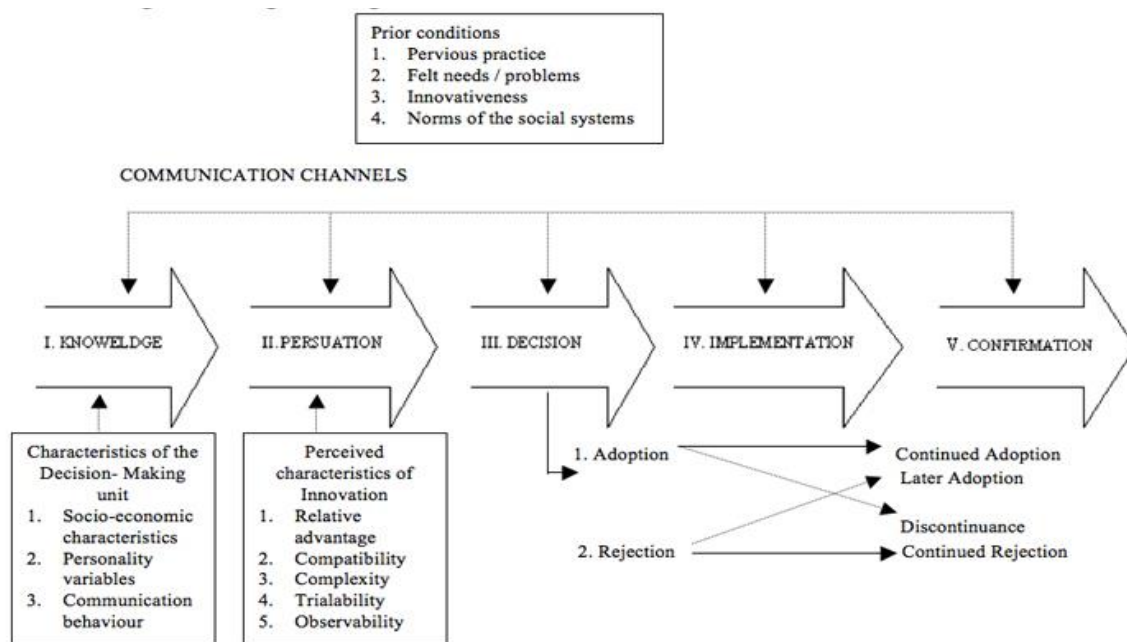 Prior conditions
1. Pervious practice
2. Felt needs / problems
3. Innovativeness
4. Norms of the social systems
COMMUNICATION CHANNELS
I. KNOWELDGE
II. PERSUATION
III. DECISION
IV. IMPLEMENTATION
V. CONFIRMATION
Characteristics of the
Decision- Making
unit
1. Socio-economic
characteristics
2. Personality
variables
3. Communication
behaviour
Perceived
characteristics of
Innovation
1. Relative
advantage
2. Compatibility
3. Complexity
4. Trialability
5. Observability
1. Adoption
2. Rejection
Continued Adoption
Later Adoption
Discontinuance
Continued Rejection